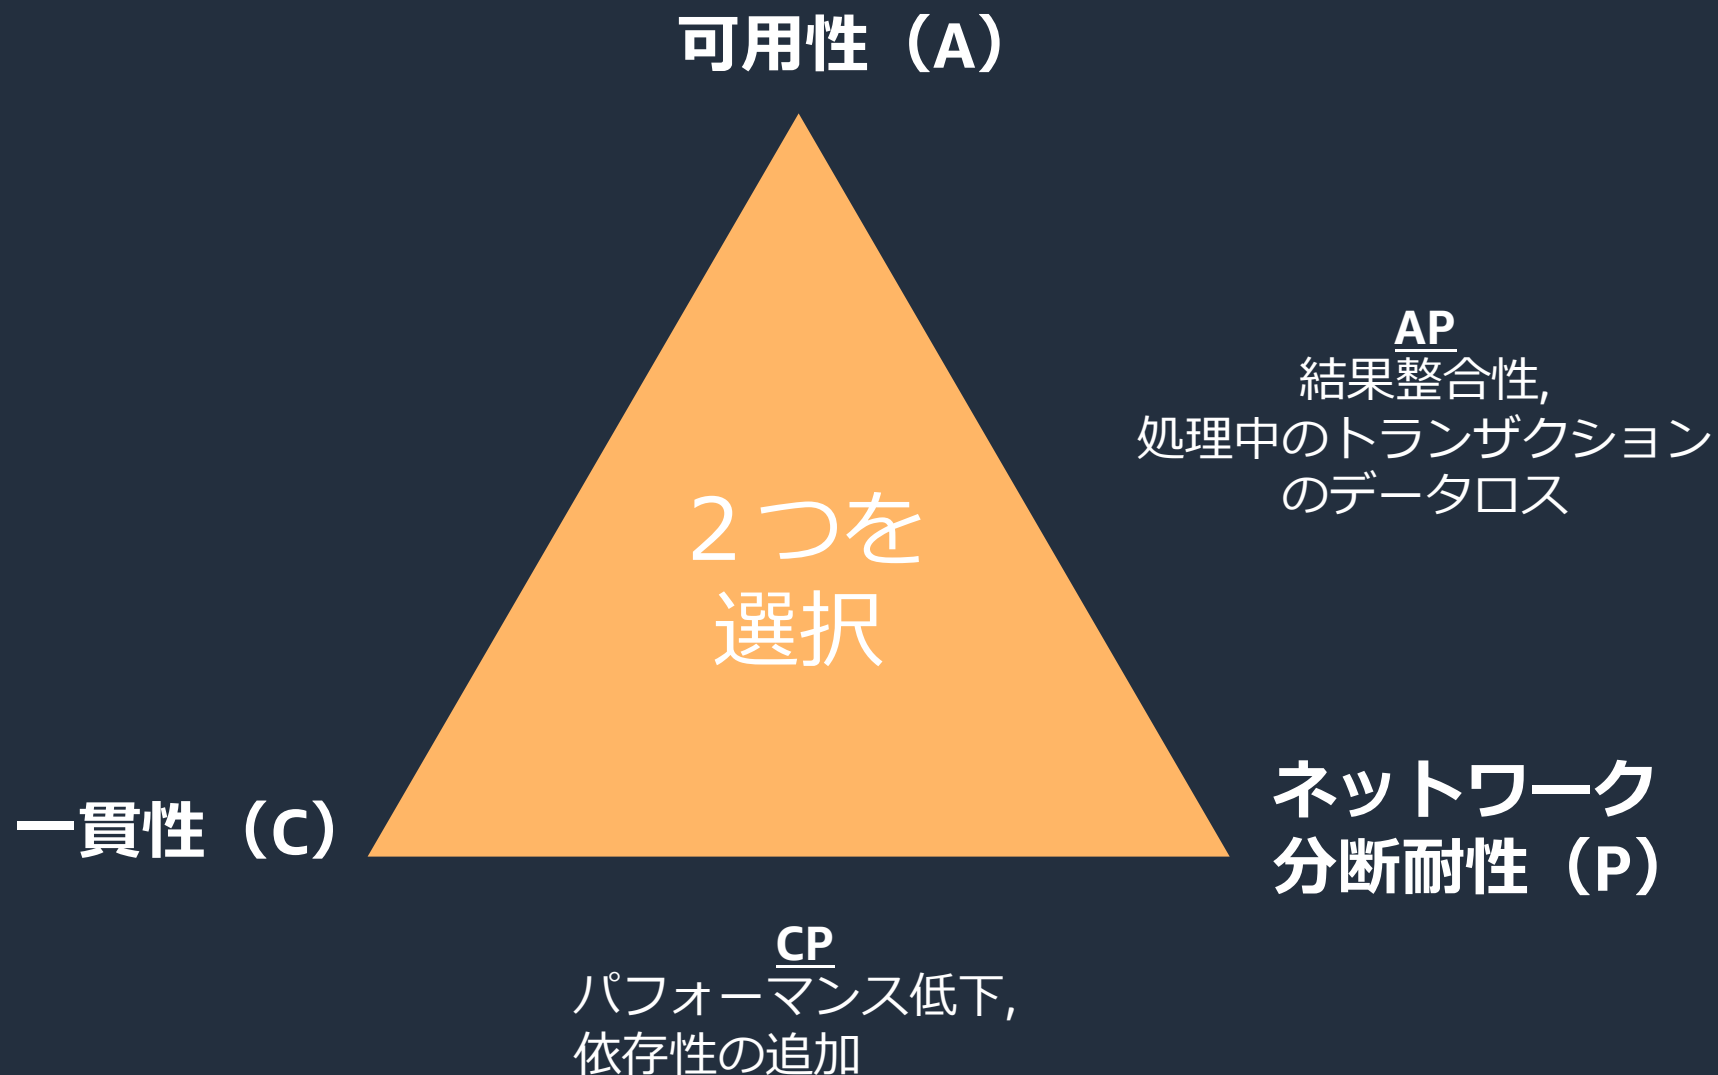 可用性（A）
AP
結果整合性,
処理中のトランザクション
のデータロス
２つを
選択
一貫性（C）
ネットワーク
分断耐性（P）
CP
パフォーマンス低下,
依存性の追加